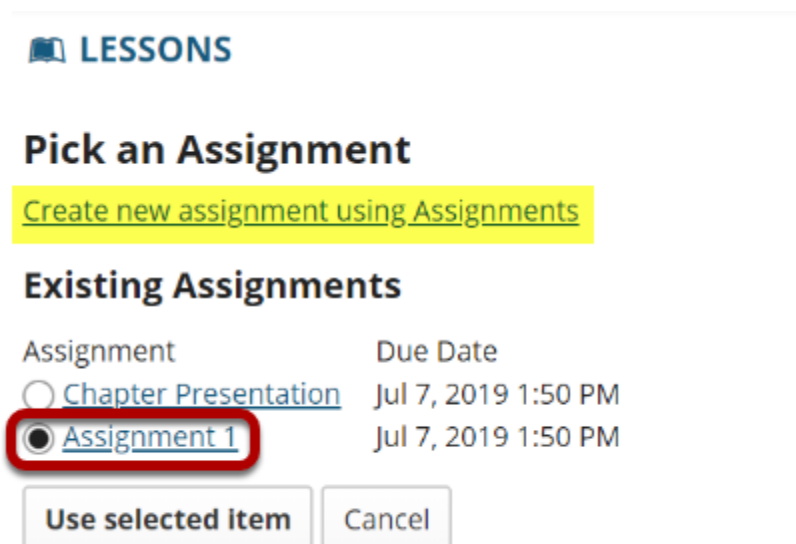 LESSONS
Pick an Assignment
Create new assignment using Assignments
Existing Assignments
Assignment Due Date
Chapter Presentation Jul 7, 2019 1:50 PM
Assignment 1 Jul 7, 2019 1:50 PM
Use selected item Cancel